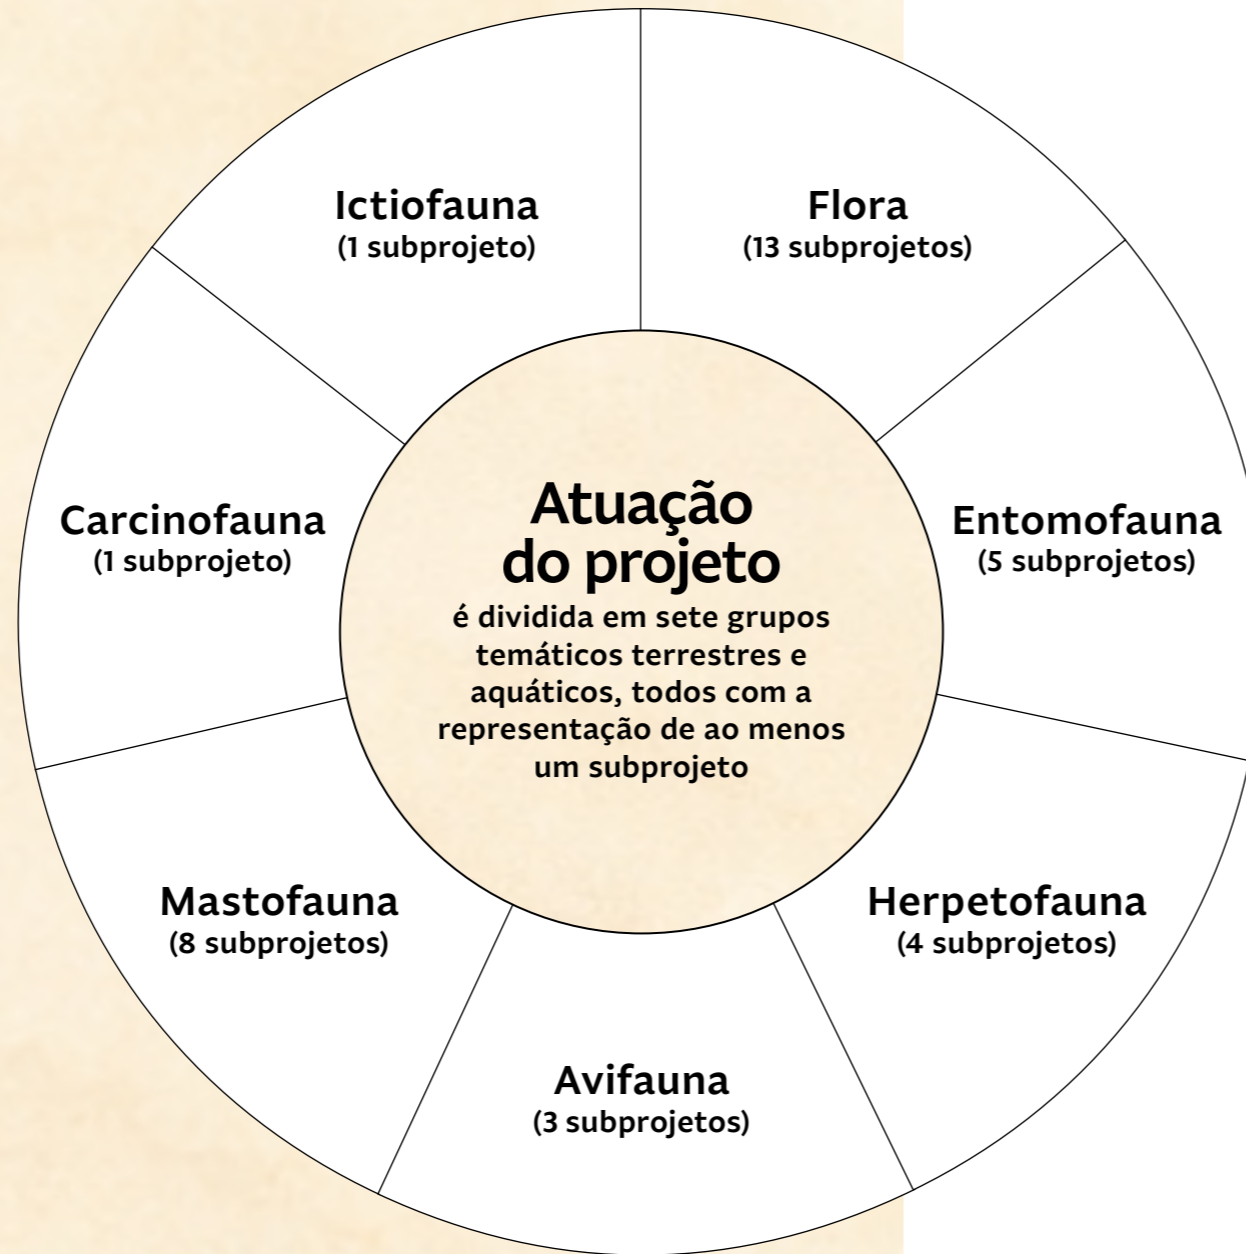 Ictiofauna
(1 subprojeto)
Flora
(13 subprojetos)
Carcinofauna
(1 subprojeto)
Atuação
do projeto
é dividida em sete grupos
temáticos terrestres e
aquáticos, todos com a
representação de ao menos
um subprojeto
Entomofauna
(5 subprojetos)
Mastofauna
(8 subprojetos)
Herpetofauna
(4 subprojetos)
Avifauna
(3 subprojetos)